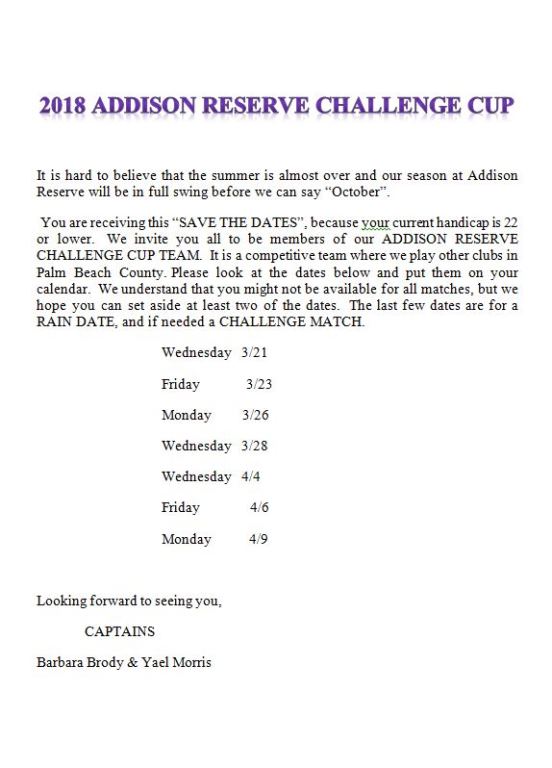 2018 ADDISON RESERVE CHALLENGE CUP
It is hard to believe that the summer is almost over and our season at Addison
Reserve will be in full swing before we can say “October”.
You are receiving this “SAVE THE DATES”, because your current handicap is 22
or lower. We invite you all to be members of our ADDISON RESERVE
CHALLENGE CUP TEAM. It is a competitive team where we play other clubs in
Palm Beach County. Please look at the dates below and put them on your
calendar. We understand that you might not be available for all matches, but we
hope you can set aside at least two of the dates. The last few dates are for a
RAIN DATE, and if needed a CHALLENGE MATCH.
Wednesday 3/21
Friday 3/23
Monday 3/26
Wednesday 3/28
Wednesday 4/4
Friday 4/6
Monday 4/9
Looking forward to seeing you,
CAPTAINS
Barbara Brody & Yael Morris